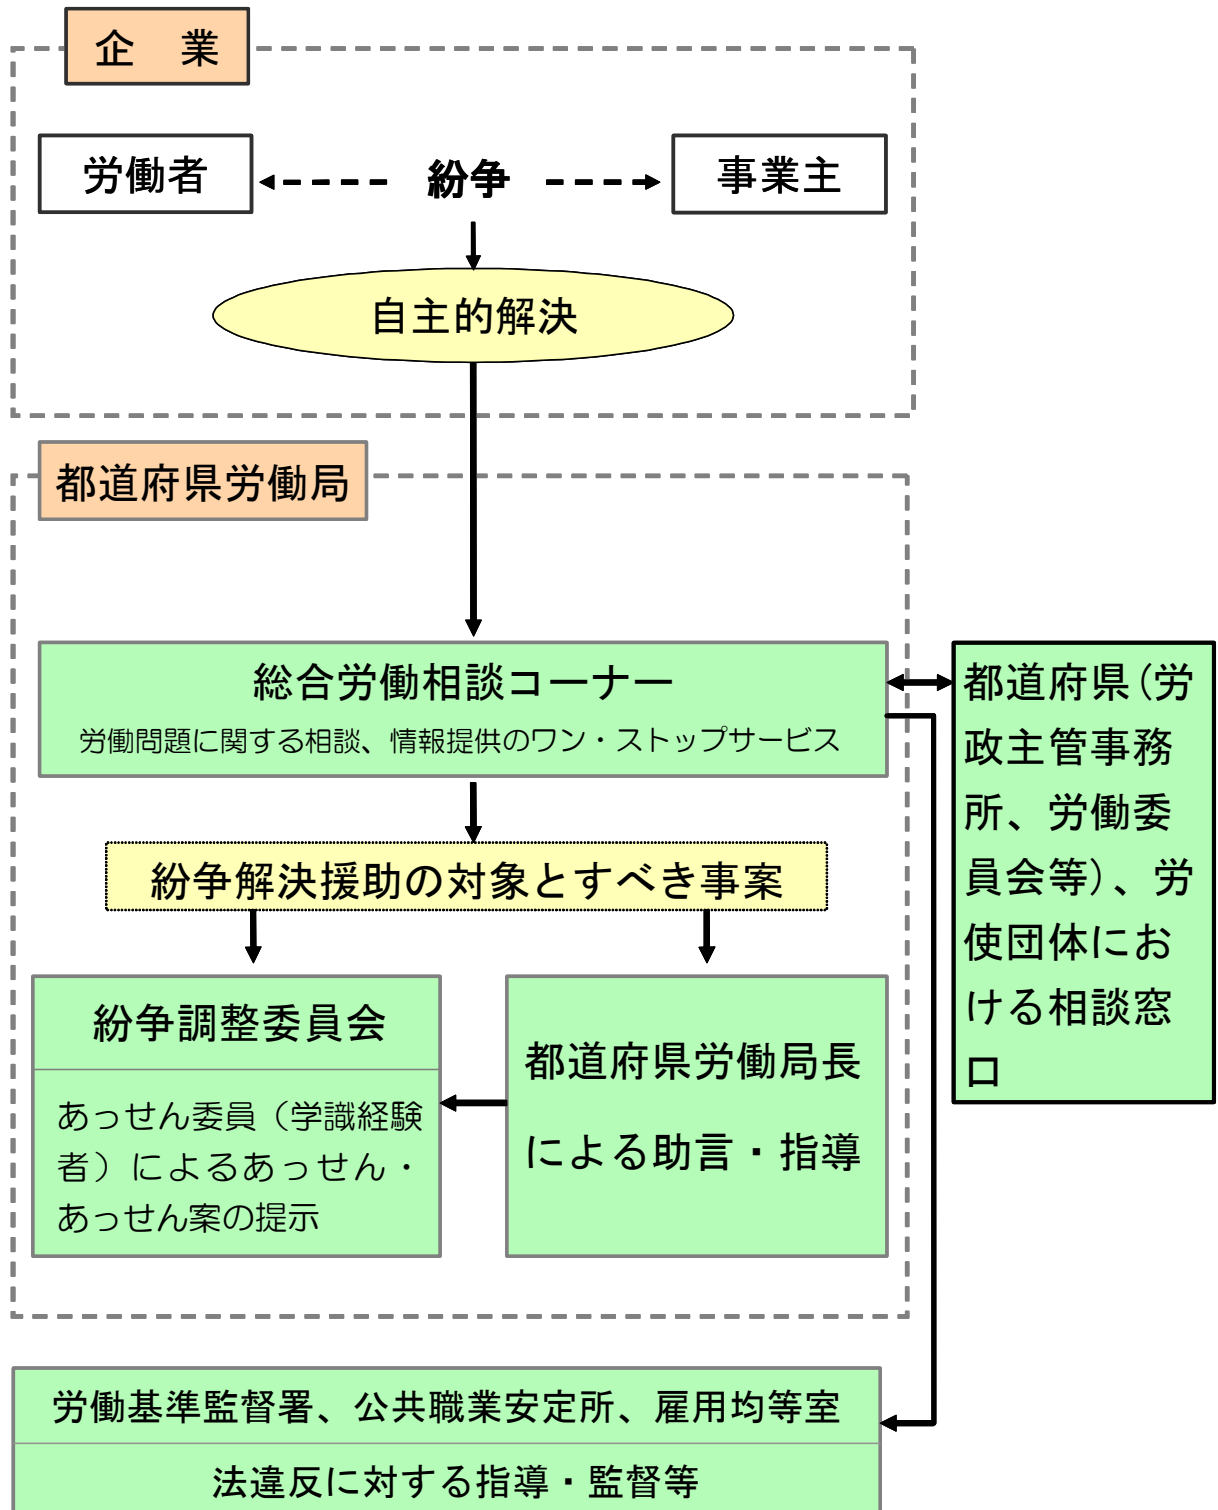 企　業
労働者
紛争
事業主
自主的解決
都道府県労働局
総合労働相談コーナー
労働問題に関する相談、情報提供のワン・ストップサービス
都道府県(労
政主管事務
所、労働委
員会等)、労
使団体にお
ける相談窓
口
紛争解決援助の対象とすべき事案
紛争調整委員会
あっせん委員（学識経験
者）によるあっせん・
あっせん案の提示
都道府県労働局長
による助言・指導
労働基準監督署、公共職業安定所、雇用均等室
法違反に対する指導・監督等